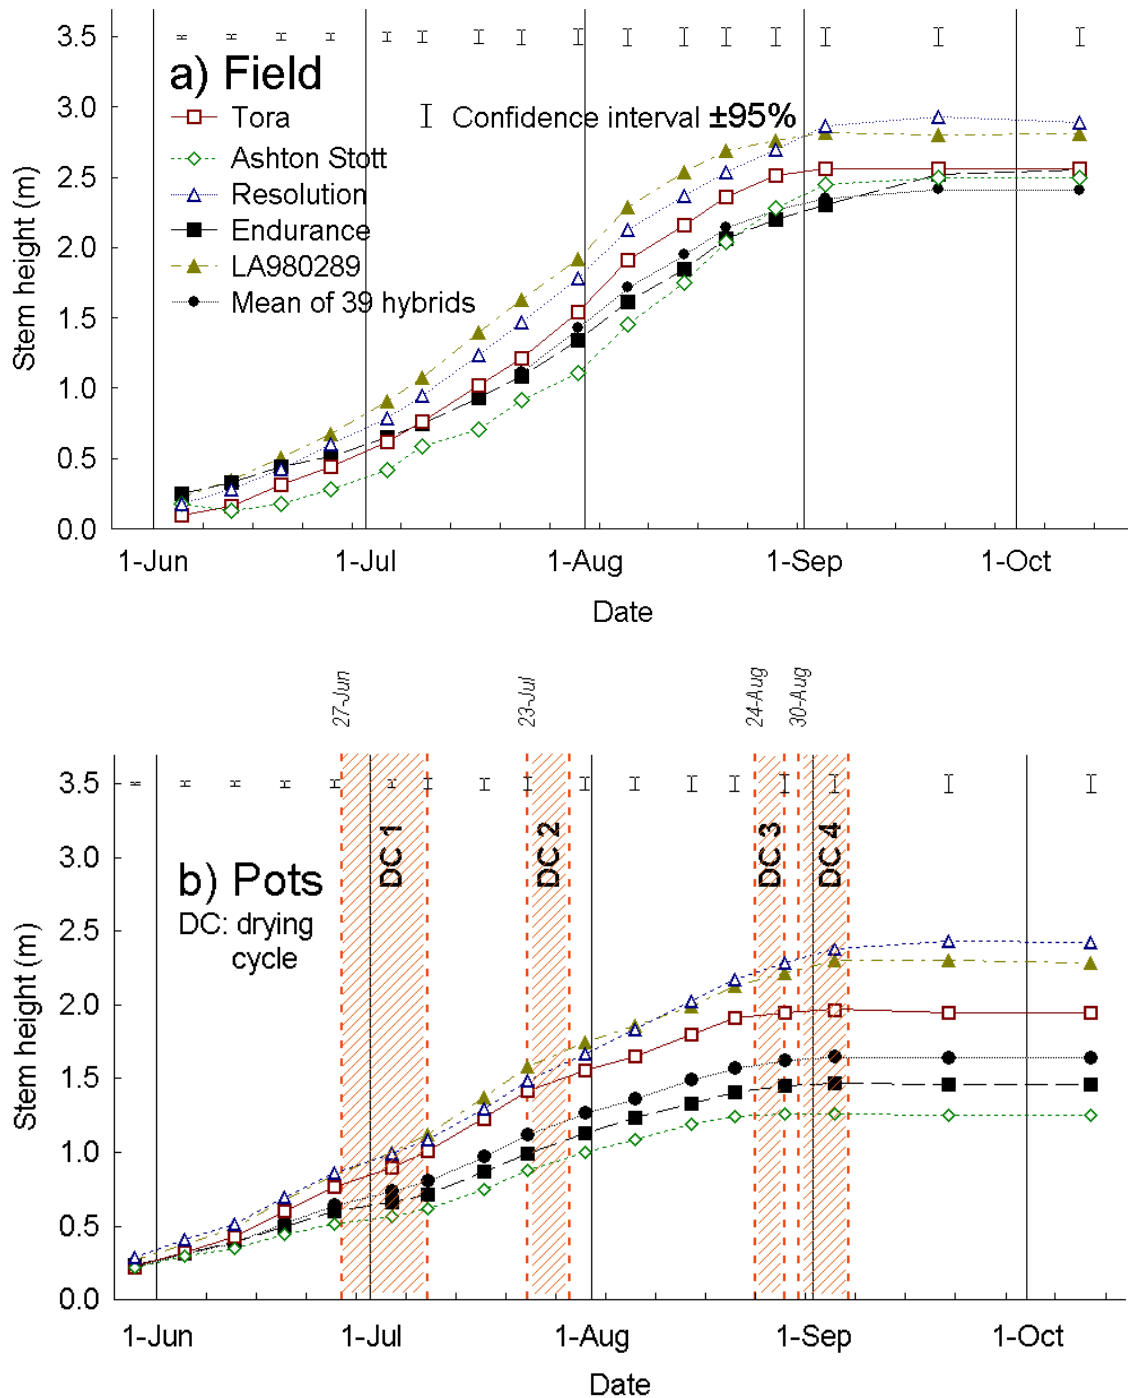 3.5
3.0
2.5
2.0
1.5
1.0
0.5
0.0
Stem height (m)
a) Field
Tora
Ashton Stott
Resolution
Endurance
LA980289
Mean of 39 hybrids
Confidence interval ±95%
1-Jun 1-Jul 1-Aug 1-Sep 1-Oct
Date
27-Jun
23-Jul
24-Aug
30-Aug
3.5
3.0
2.5
2.0
1.5
1.0
0.5
0.0
Stem height (m)
DC 1
DC 2
DC 3
DC 4
b) Pots
DC: drying
cycle
1-Jun 1-Jul 1-Aug 1-Sep 1-Oct
Date